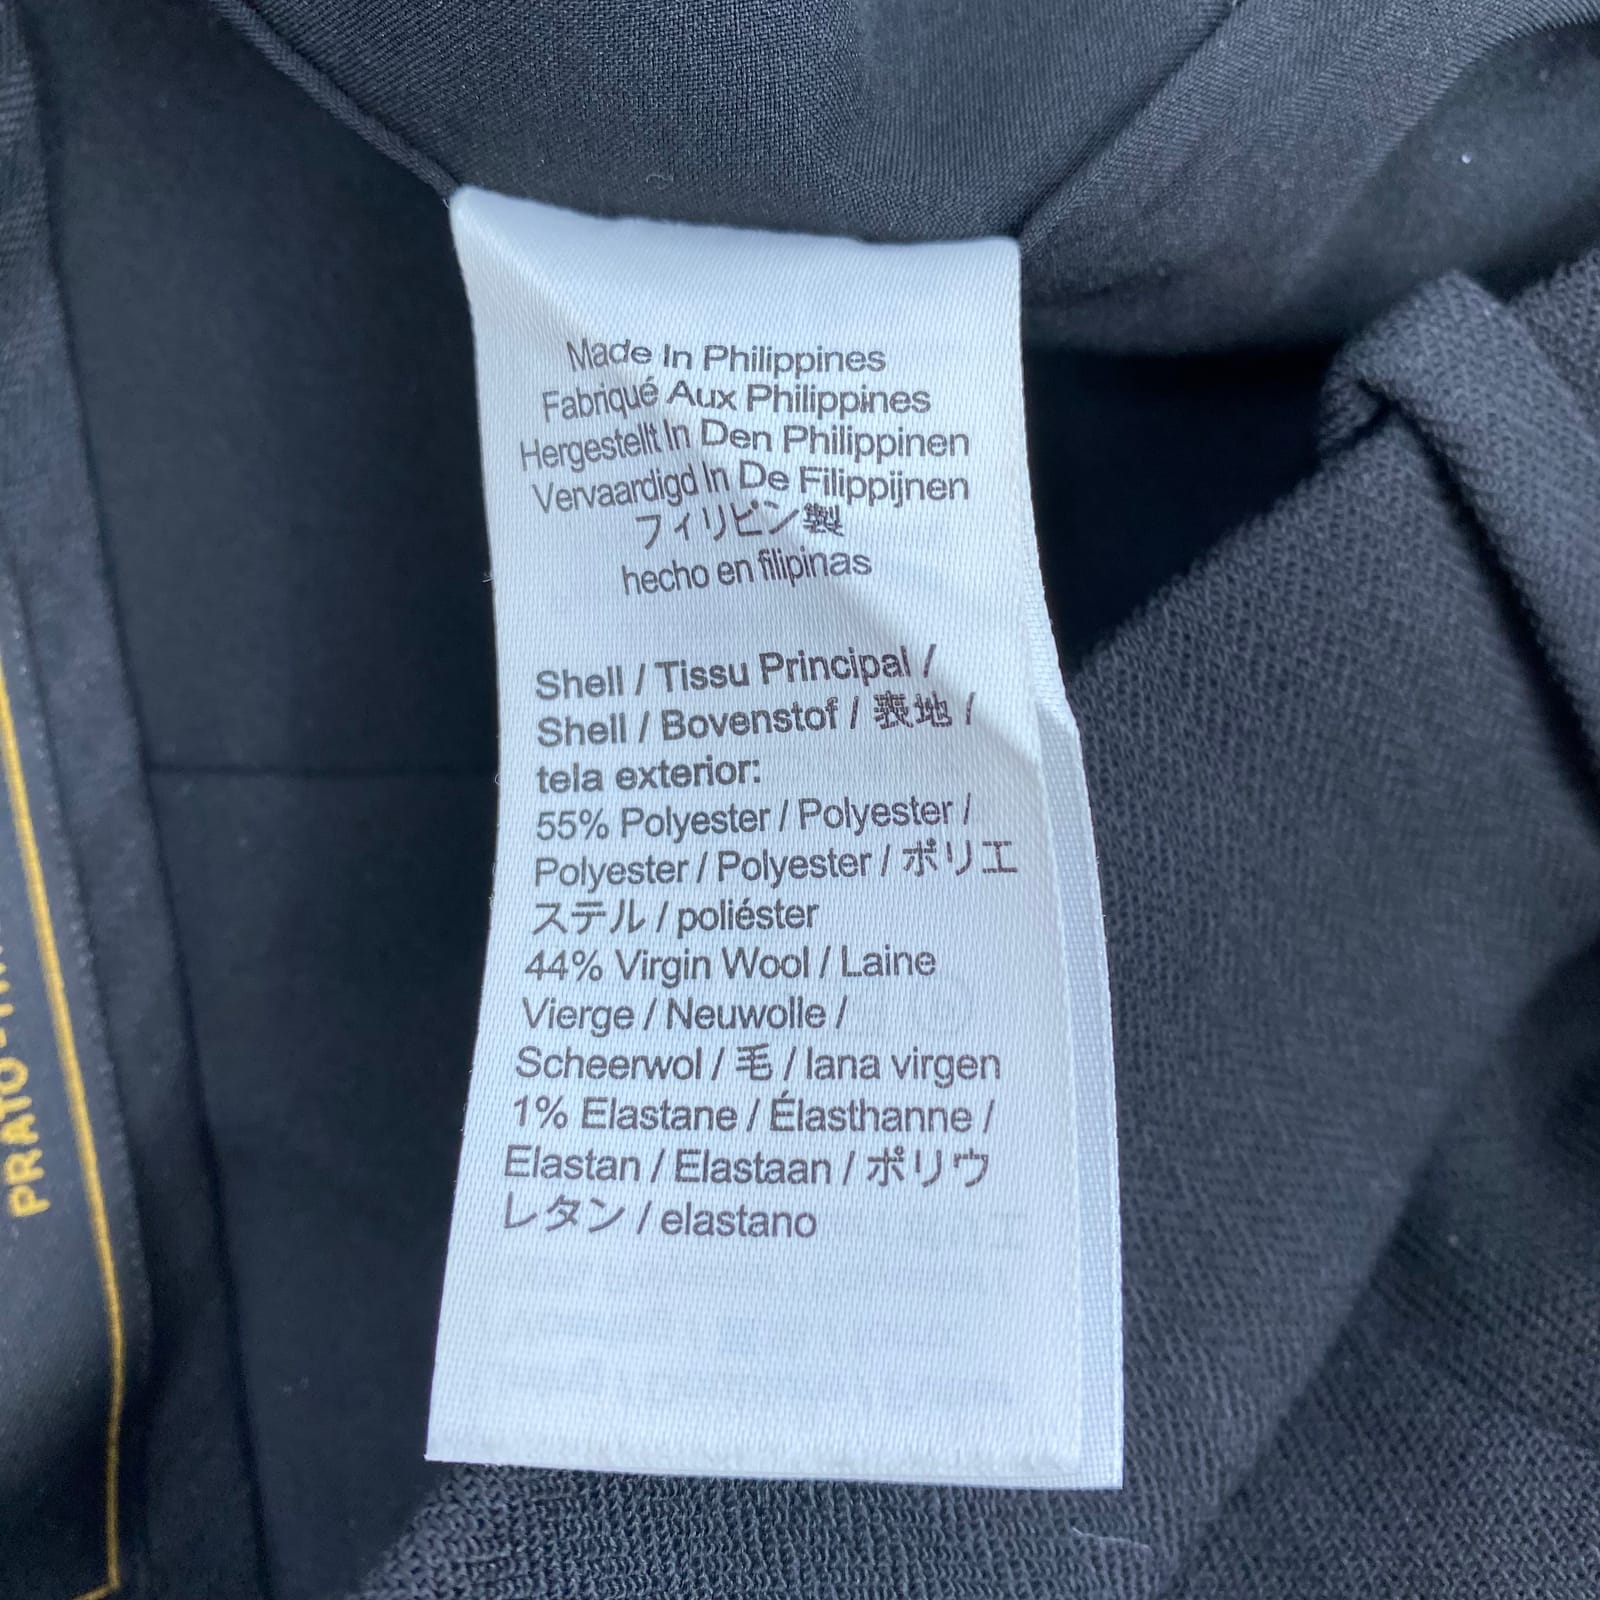 Made In Philippines
Fabriqué Aux Philippines
Hergestellt In Den Philippinen
Vervaardigd In De Filippijnen
フィリピン製
hecho en filipinas
Shell / Tissu Principal /
Shell / Bovenstof / 表地 /
tela exterior:
55% Polyester / Polyester /
Polyester / Polyester / ポリエ
ステル / poliéster
44% Virgin Wool / Laine
Vierge / Neuwolle /
Scheerwol / 毛 / lana virgen
1% Elastane / Élasthanne /
Elastan / Elastaan / ポリウ
レタン / elastano
PRATO